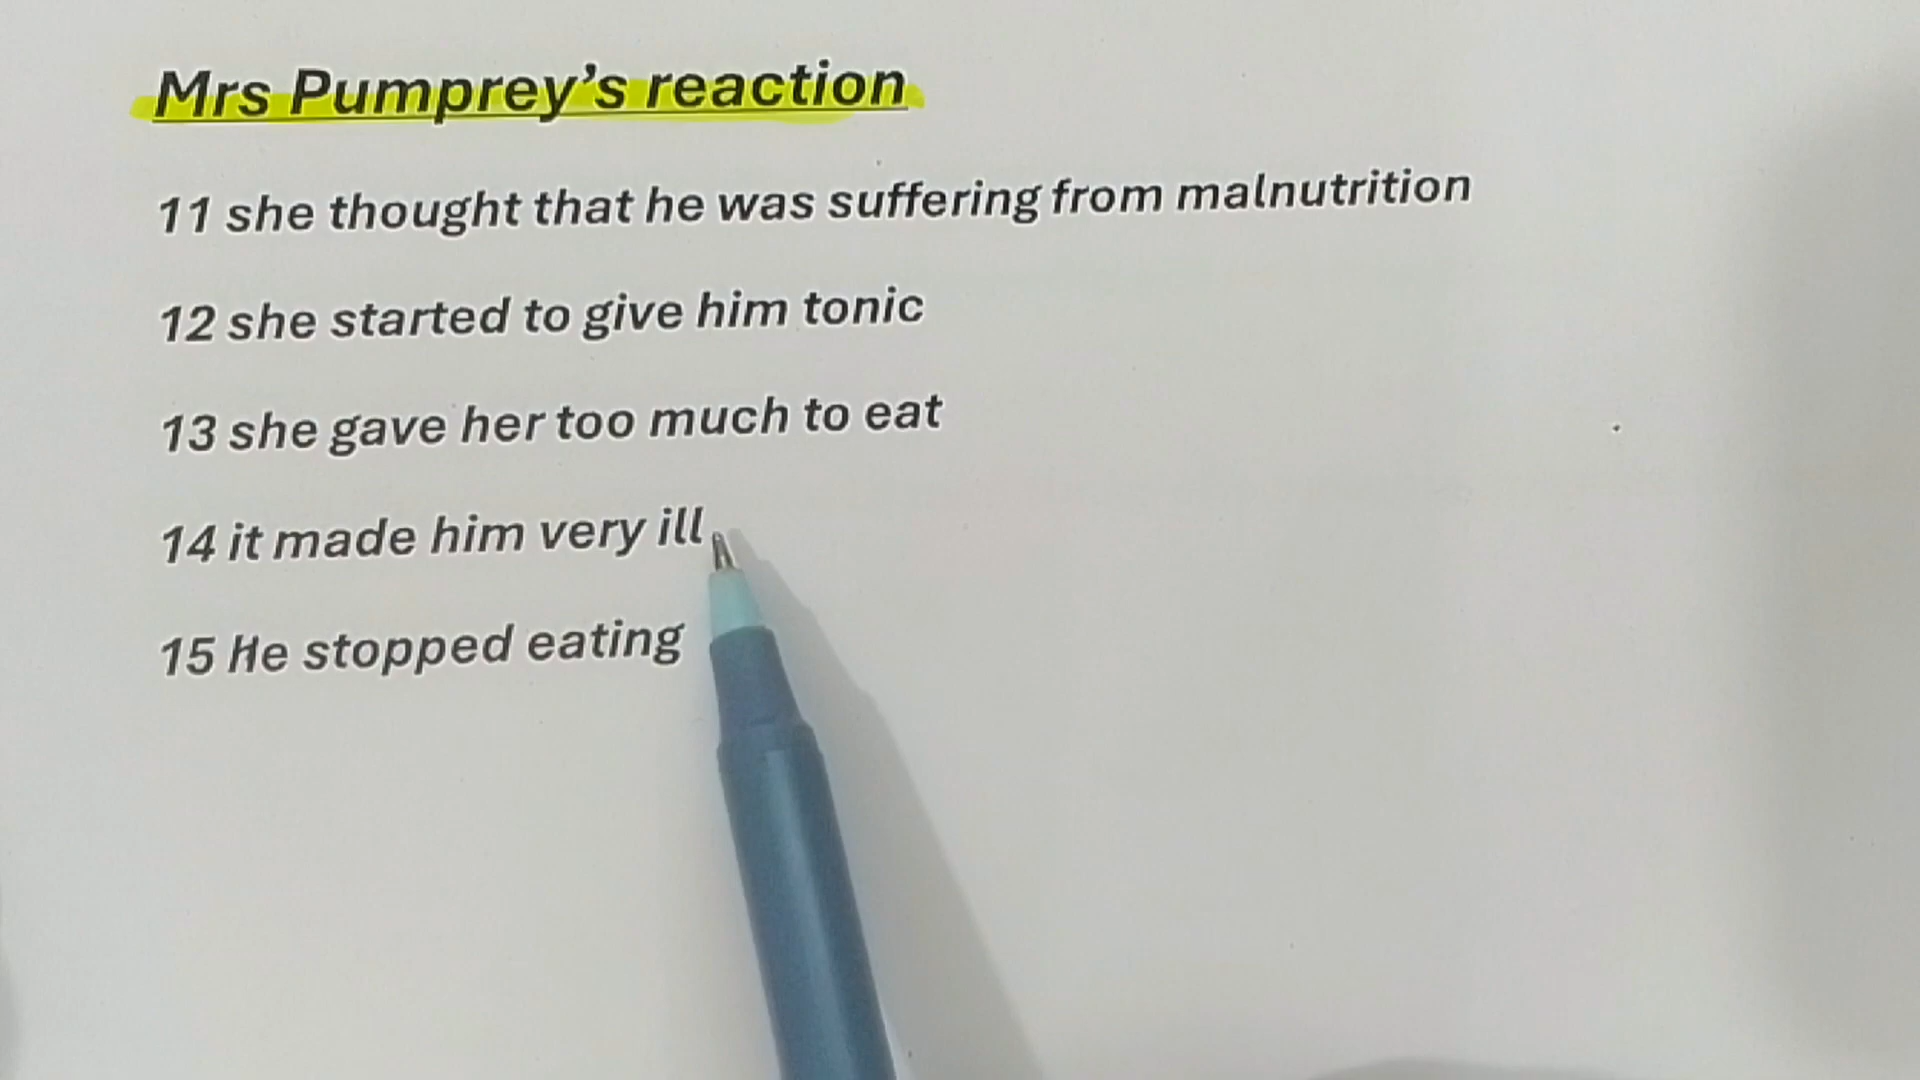 Mrs Pumprey’s reaction
11 she thought that he was suffering from malnutrition
12 she started to give him tonic
13 she gave her too much to eat
14 it made him very ill
15 He stopped eating